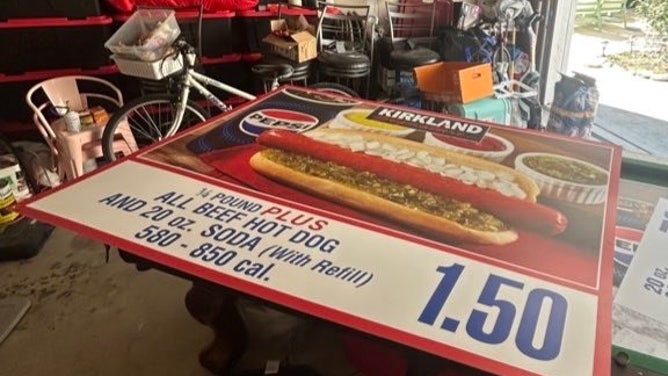 PEPSI
KIRKLAND
¼ POUND PLUS
ALL BEEF HOT DOG
AND 20 oz. SODA (With Refill)
580 - 850 cal.
1.50
20 oz.